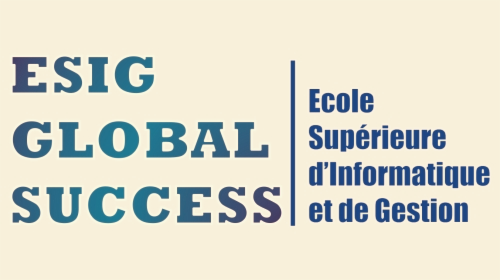 ESIG
GLOBAL
SUCCESS
Ecole
Supérieure
d'Informatique
et de Gestion